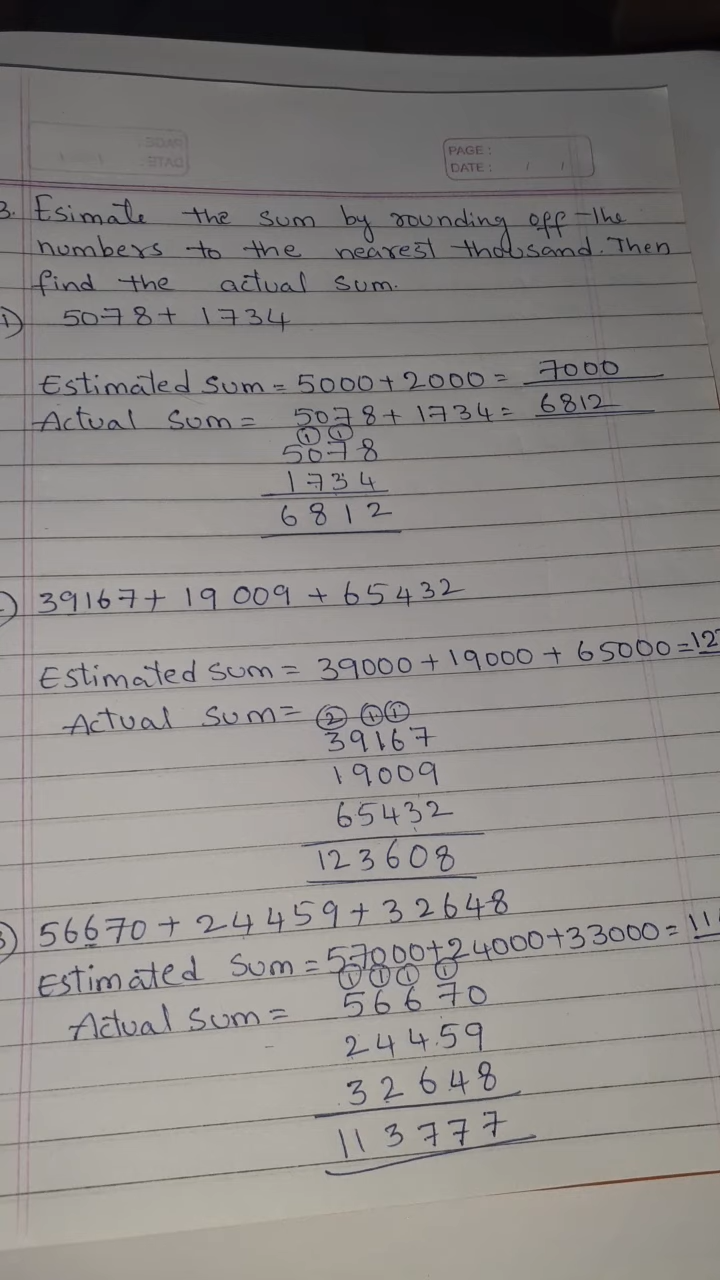 PAGE:
DATE: / /
3. Esimate the sum by rounding off the
numbers to the nearest thousand. Then
find the actual sum.
1) 5078+ 1734
Estimated sum = 5000+2000= 7000
Actual sum = 5078+1734= 6812
① ①
5078
1734
6812
39167+ 19009 + 65432
Estimated sum = 39000+19000 + 65000=12
Actual sum= ② ①①
39167
19009
65432
123608
3) 56670+24459+32648
Estimated sum =57000+24000+33000=11
① ① ① ①
Actual sum= 56670
24459
32648
113777